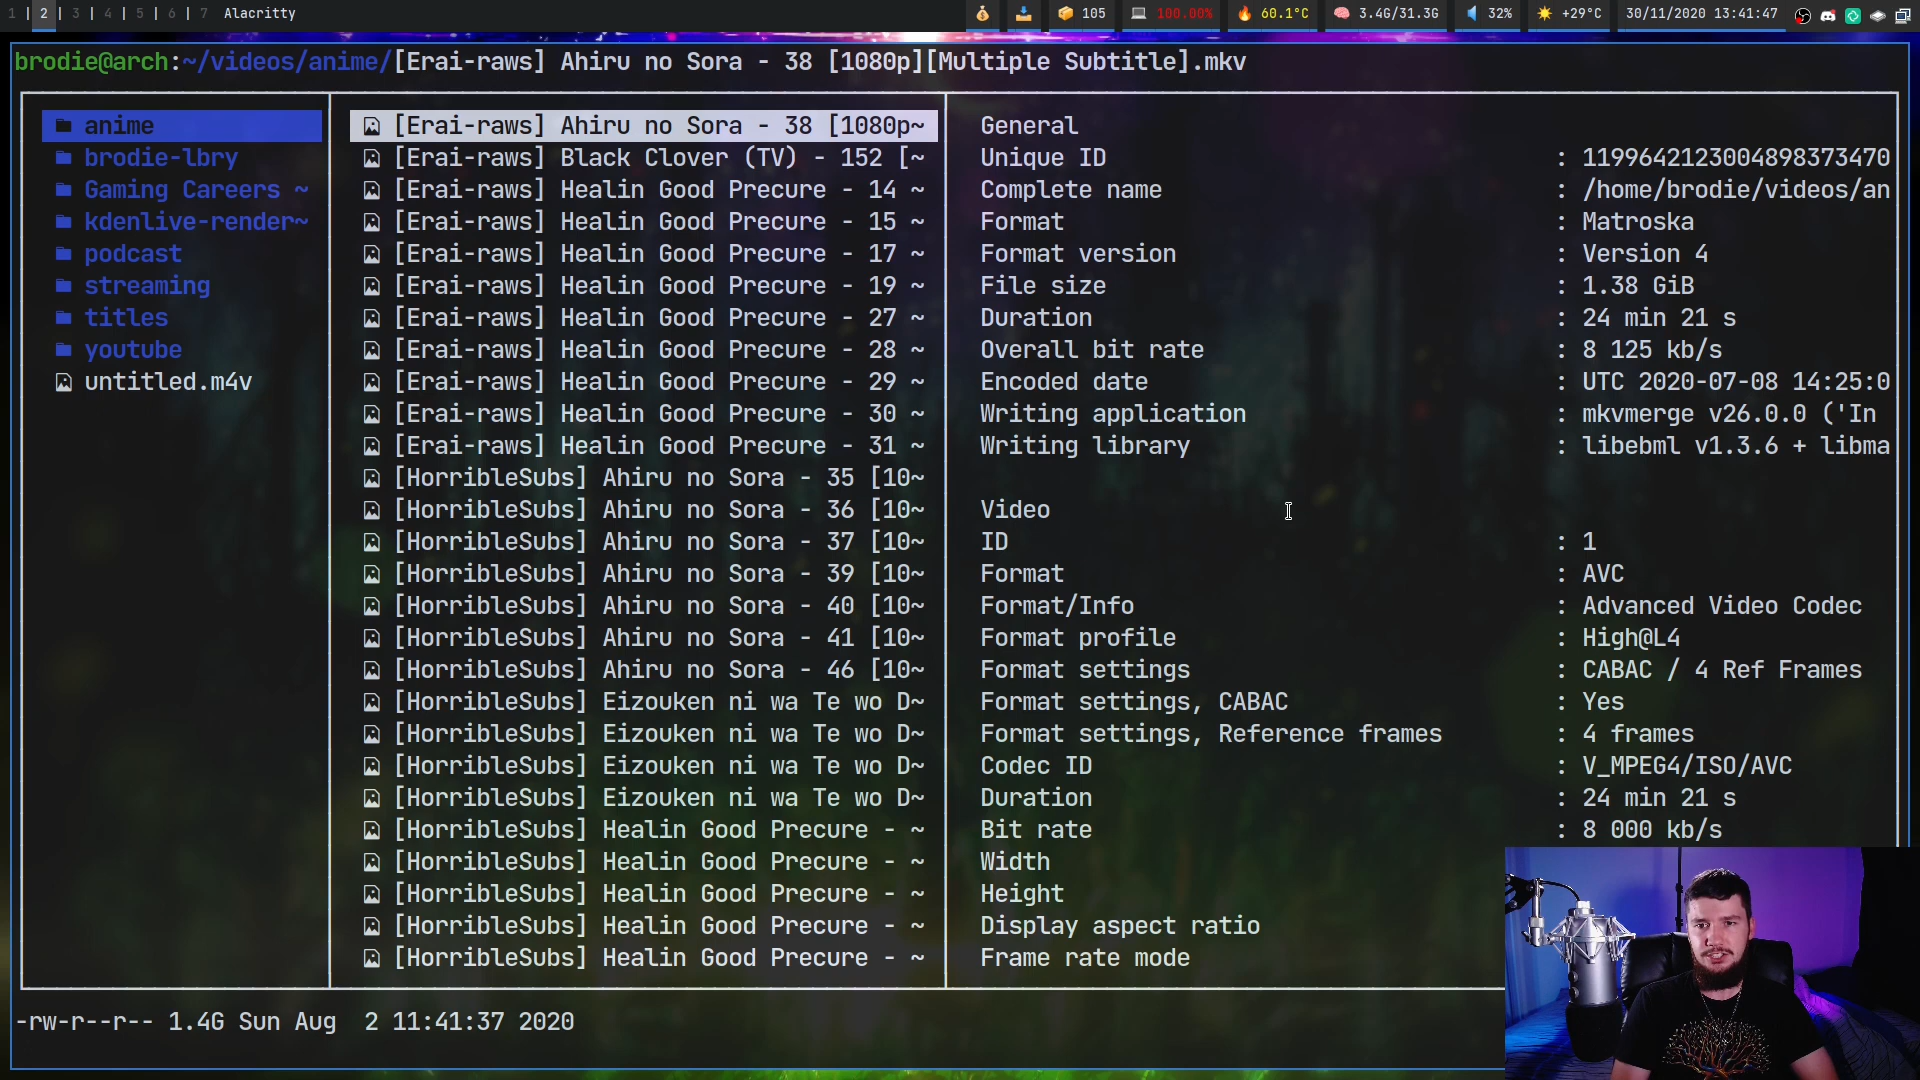 1 | 2 | 3 | 4 | 5 | 6 | 7 Alacritty 105 100.00% 60.1°C 3.4G/31.3G 32% +29°C 30/11/2020 13:41:47
brodie@arch:~/videos/anime/[Erai-raws] Ahiru no Sora - 38 [1080p][Multiple Subtitle].mkv
anime
brodie-lbry
Gaming Careers ~
kdenlive-render~
podcast
streaming
titles
youtube
untitled.m4v
[Erai-raws] Ahiru no Sora - 38 [1080p~
[Erai-raws] Black Clover (TV) - 152 [~
[Erai-raws] Healin Good Precure - 14 ~
[Erai-raws] Healin Good Precure - 15 ~
[Erai-raws] Healin Good Precure - 17 ~
[Erai-raws] Healin Good Precure - 19 ~
[Erai-raws] Healin Good Precure - 27 ~
[Erai-raws] Healin Good Precure - 28 ~
[Erai-raws] Healin Good Precure - 29 ~
[Erai-raws] Healin Good Precure - 30 ~
[Erai-raws] Healin Good Precure - 31 ~
[HorribleSubs] Ahiru no Sora - 35 [10~
[HorribleSubs] Ahiru no Sora - 36 [10~
[HorribleSubs] Ahiru no Sora - 37 [10~
[HorribleSubs] Ahiru no Sora - 39 [10~
[HorribleSubs] Ahiru no Sora - 40 [10~
[HorribleSubs] Ahiru no Sora - 41 [10~
[HorribleSubs] Ahiru no Sora - 46 [10~
[HorribleSubs] Eizouken ni wa Te wo D~
[HorribleSubs] Eizouken ni wa Te wo D~
[HorribleSubs] Eizouken ni wa Te wo D~
[HorribleSubs] Eizouken ni wa Te wo D~
[HorribleSubs] Healin Good Precure - ~
[HorribleSubs] Healin Good Precure - ~
[HorribleSubs] Healin Good Precure - ~
[HorribleSubs] Healin Good Precure - ~
[HorribleSubs] Healin Good Precure - ~
General
Unique ID : 1199642123004898373470
Complete name : /home/brodie/videos/an
Format : Matroska
Format version : Version 4
File size : 1.38 GiB
Duration : 24 min 21 s
Overall bit rate : 8 125 kb/s
Encoded date : UTC 2020-07-08 14:25:0
Writing application : mkvmerge v26.0.0 ('In
Writing library : libebml v1.3.6 + libma
Video
ID : 1
Format : AVC
Format/Info : Advanced Video Codec
Format profile : High@L4
Format settings : CABAC / 4 Ref Frames
Format settings, CABAC : Yes
Format settings, Reference frames : 4 frames
Codec ID : V_MPEG4/ISO/AVC
Duration : 24 min 21 s
Bit rate : 8 000 kb/s
Width
Height
Display aspect ratio
Frame rate mode
-rw-r--r-- 1.4G Sun Aug  2 11:41:37 2020